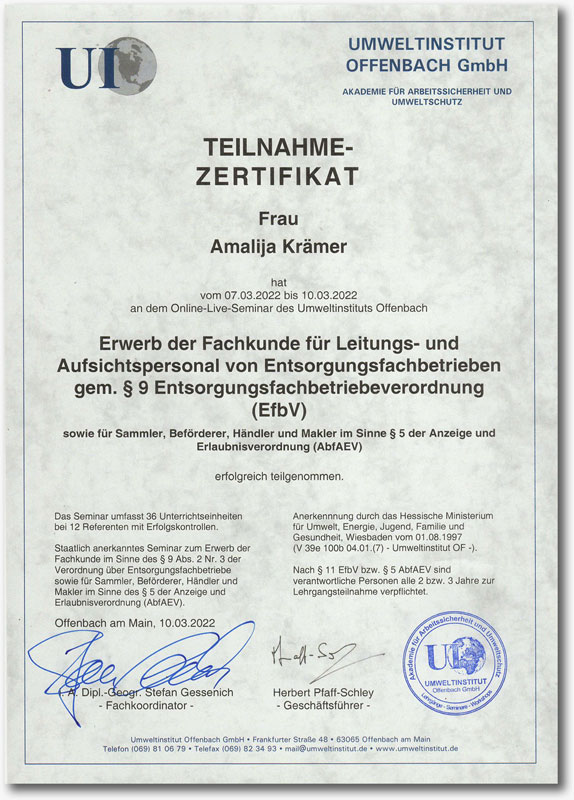 UI
UMWELTINSTITUT
OFFENBACH GmbH
AKADEMIE FÜR ARBEITSSICHERHEIT UND
UMWELTSCHUTZ
TEILNAHME-
ZERTIFIKAT
Frau
Amalija Krämer
hat
vom 07.03.2022 bis 10.03.2022
an dem Online-Live-Seminar des Umweltinstituts Offenbach
Erwerb der Fachkunde für Leitungs- und
Aufsichtspersonal von Entsorgungsfachbetrieben
gem. § 9 Entsorgungsfachbetriebeverordnung
(EfbV)
sowie für Sammler, Beförderer, Händler und Makler im Sinne § 5 der Anzeige und
Erlaubnisverordnung (AbfAEV)
erfolgreich teilgenommen.
Das Seminar umfasst 36 Unterrichtseinheiten
bei 12 Referenten mit Erfolgskontrollen.
Staatlich anerkanntes Seminar zum Erwerb der
Fachkunde im Sinne des § 9 Abs. 2 Nr. 3 der
Verordnung über Entsorgungsfachbetriebe
sowie für Sammler, Beförderer, Händler und
Makler im Sinne des § 5 der Anzeige und
Erlaubnisverordnung (AbfAEV).
Anerkennnung durch das Hessische Ministerium
für Umwelt, Energie, Jugend, Familie und
Gesundheit, Wiesbaden vom 01.08.1997
(V 39e 100b 04.01.(7) - Umweltinstitut OF -).
Nach § 11 EfbV bzw. § 5 AbfAEV sind
verantwortliche Personen alle 2 bzw. 3 Jahre zur
Lehrgangsteilnahme verpflichtet.
Offenbach am Main, 10.03.2022
i. A. Dipl.-Geogr. Stefan Gessenich
- Fachkoordinator -
Herbert Pfaff-Schley
- Geschäftsführer -
Akademie für Arbeitssicherheit und Umweltschutz
UI
UMWELTINSTITUT
Offenbach GmbH
Lehrgänge - Seminare - Workshops
Umweltinstitut Offenbach GmbH • Frankfurter Straße 48 • 63065 Offenbach am Main
Telefon (069) 81 06 79 • Telefax (069) 82 34 93 • mail@umweltinstitut.de • www.umweltinstitut.de